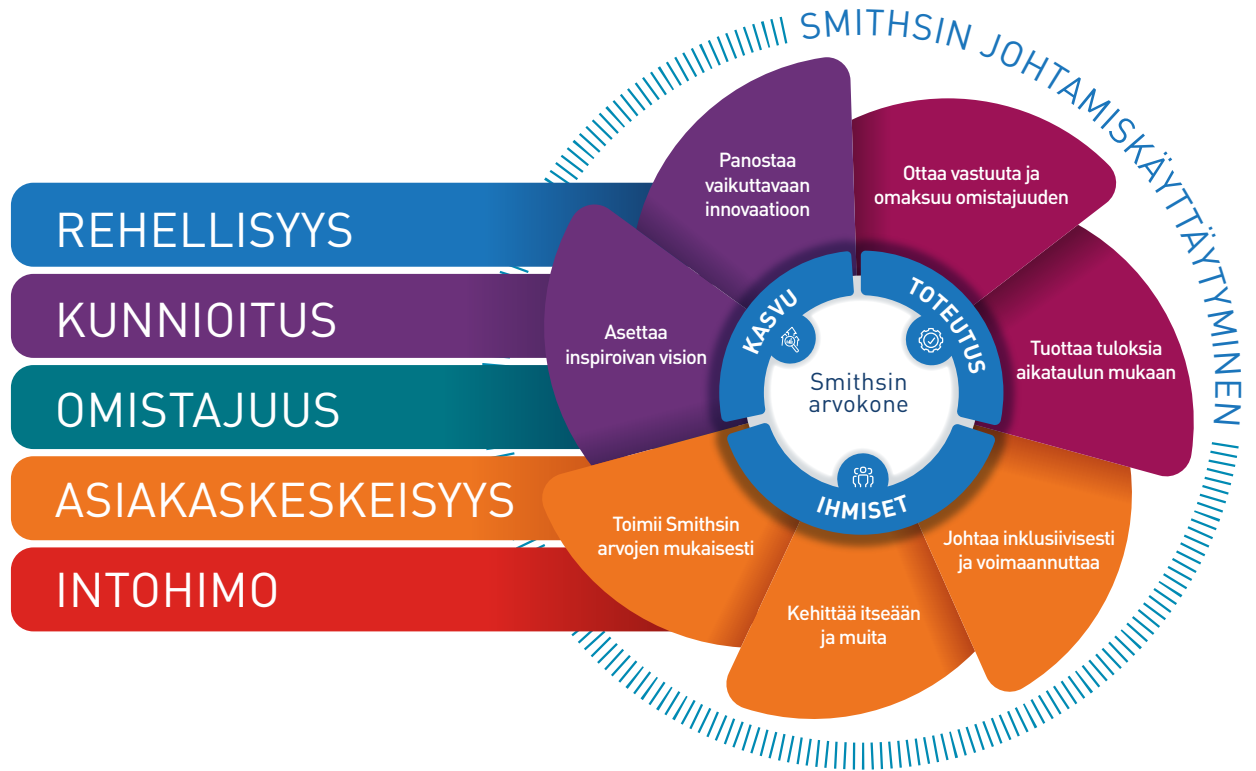 SMITHSIN JOHTAMISKÄYTTÄYTYMINEN
REHELLISYYS
KUNNIOITUS
OMISTAJUUS
ASIAKASKESKEISYYS
INTOHIMO
Panostaa
vaikuttavaan
innovaatioon
Ottaa vastuuta ja
omaksuu omistajuuden
Asettaa
inspiroivan vision
Tuottaa tuloksia
aikataulun mukaan
KASVU
TOTEUTUS
Smithsin
arvokone
IHMISET
Toimii Smithsin
arvojen mukaisesti
Kehittää itseään
ja muita
Johtaa inklusiivisesti
ja voimaannuttaa